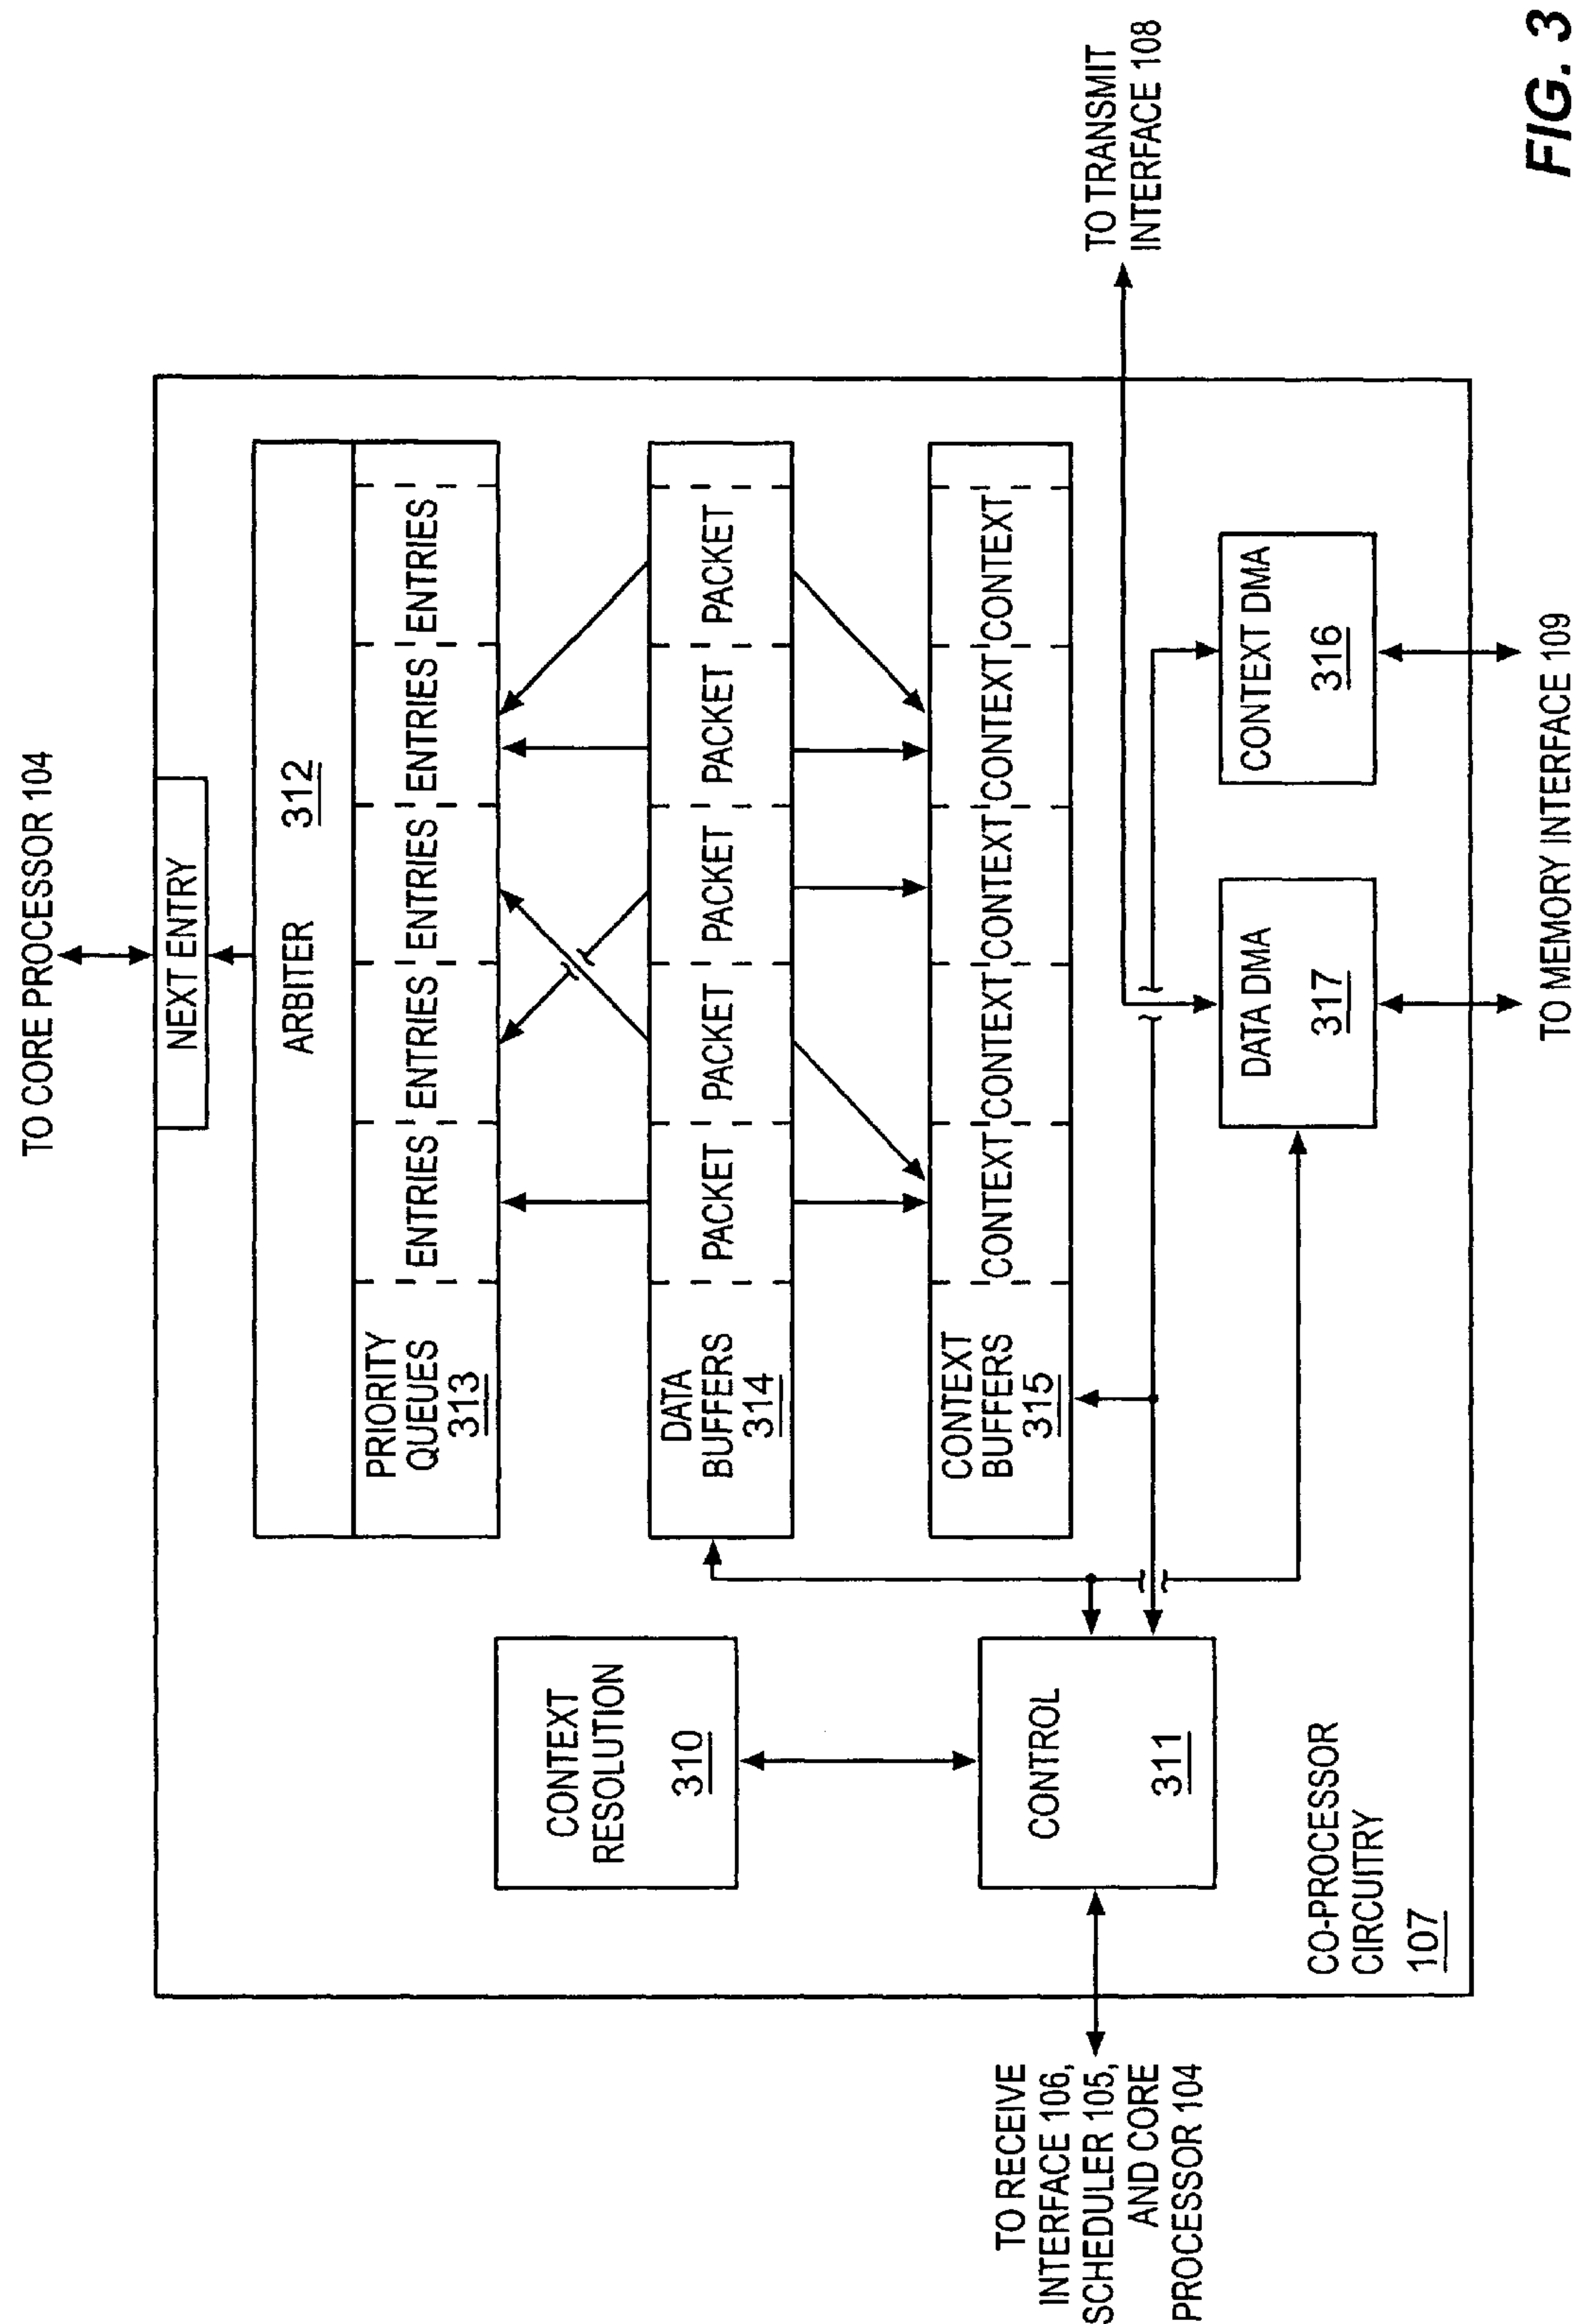 TO CORE PROCESSOR 104
NEXT ENTRY
ARBITER 312
PRIORITY
QUEUES
313
ENTRIES ENTRIES ENTRIES ENTRIES ENTRIES
DATA
BUFFERS
314
PACKET PACKET PACKET PACKET PACKET
CONTEXT
BUFFERS
315
CONTEXT CONTEXT CONTEXT CONTEXT CONTEXT
CONTEXT
RESOLUTION
310
CONTROL
311
TO RECEIVE
INTERFACE 106,
SCHEDULER 105,
AND CORE
PROCESSOR 104
TO TRANSMIT
INTERFACE 108
DATA DMA
317
CONTEXT DMA
316
CO-PROCESSOR
CIRCUITRY
107
TO MEMORY INTERFACE 109
FIG. 3